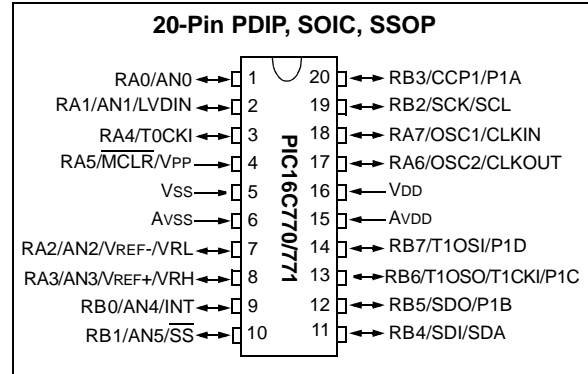 20-Pin PDIP, SOIC, SSOP
RA0/AN0 1 20 RB3/CCP1/P1A
RA1/AN1/LVDIN 2 19 RB2/SCK/SCL
RA4/T0CKI 3 18 RA7/OSC1/CLKIN
RA5/MCLR/VPP 4 17 RA6/OSC2/CLKOUT
VSS 5 16 VDD
AVSS 6 15 AVDD
RA2/AN2/VREF-/VRL 7 14 RB7/T1OSI/P1D
RA3/AN3/VREF+/VRH 8 13 RB6/T1OSO/T1CKI/P1C
RB0/AN4/INT 9 12 RB5/SDO/P1B
RB1/AN5/SS 10 11 RB4/SDI/SDA
PIC16C770/771